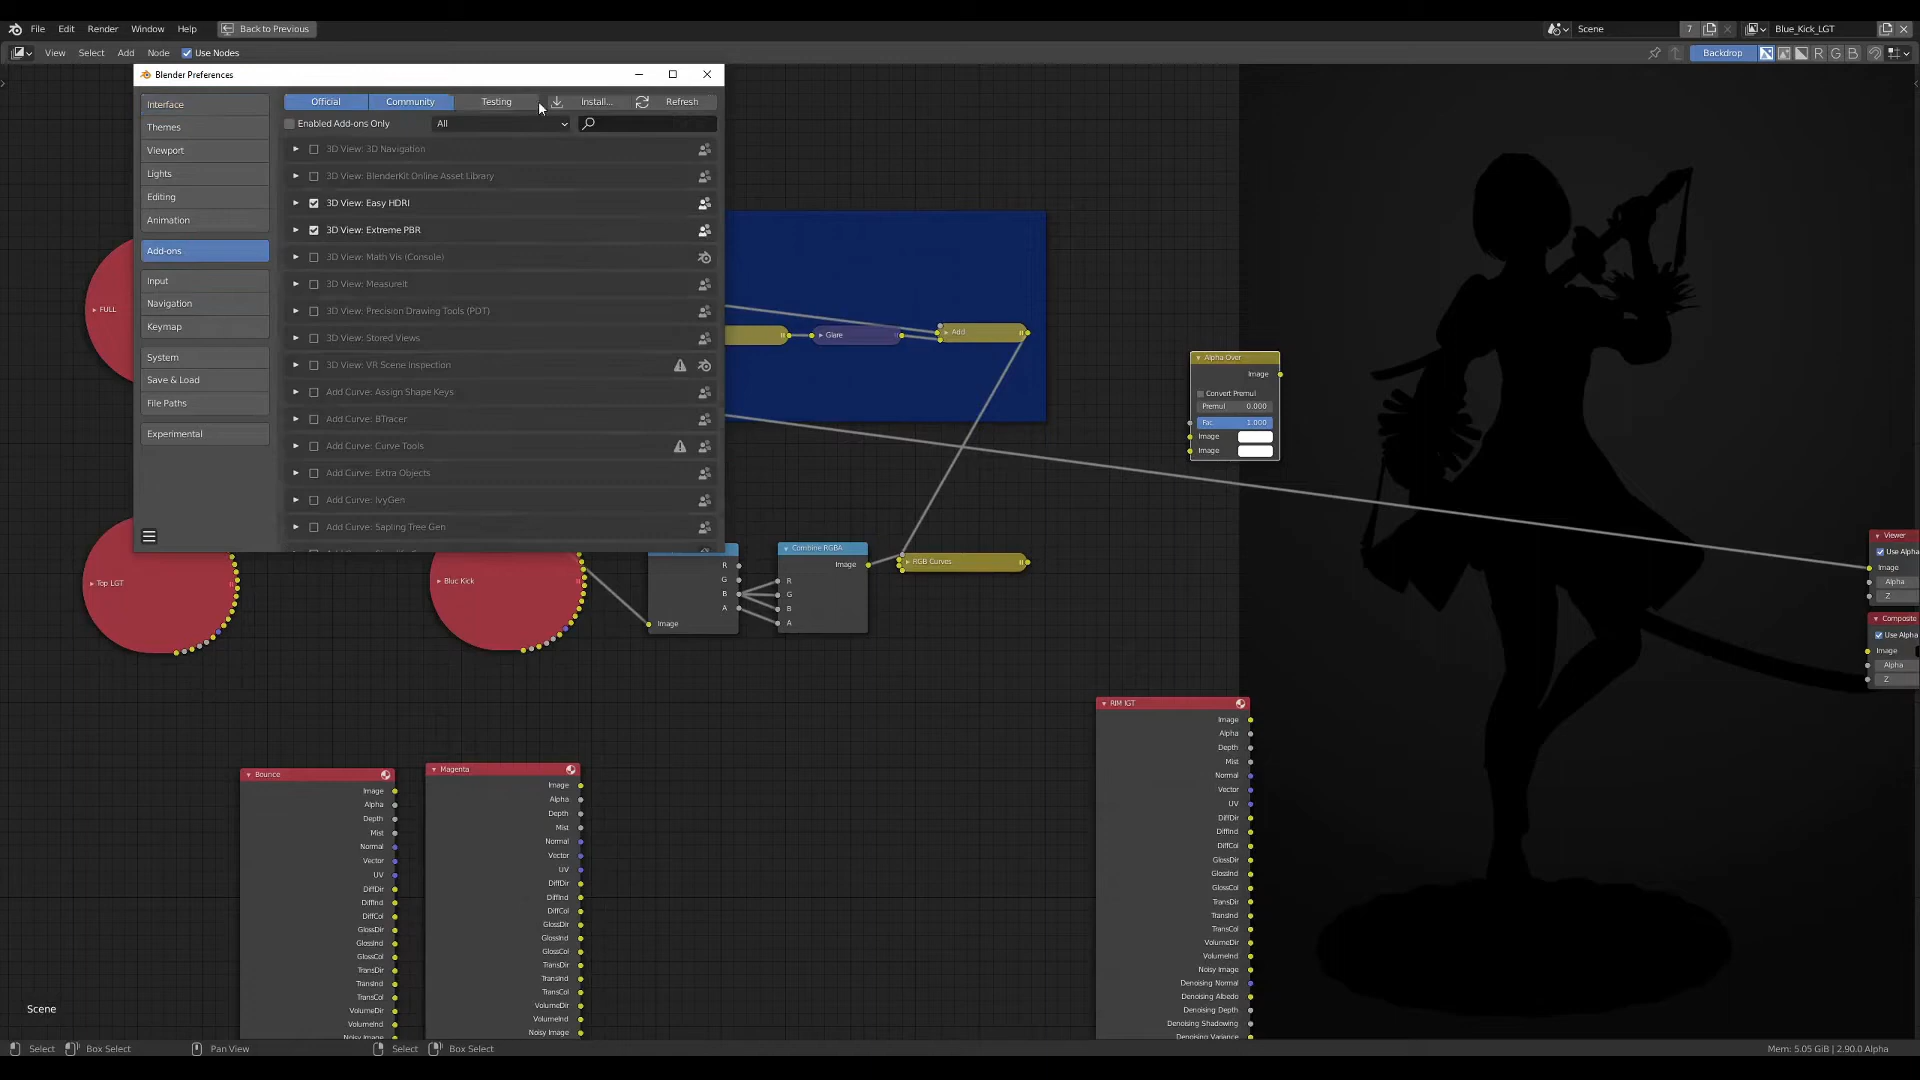 File Edit Render Window Help Back to Previous Scene 7 Blue_Kick_LGT
View Select Add Node Use Nodes Backdrop R G B
Blender Preferences
Interface
Themes
Viewport
Lights
Editing
Animation
Add-ons
Input
Navigation
Keymap
System
Save & Load
File Paths
Experimental
Official Community Testing Install... Refresh
Enabled Add-ons Only All
3D View: 3D Navigation
3D View: BlenderKit Online Asset Library
3D View: Easy HDRI
3D View: Extreme PBR
3D View: Math Vis (Console)
3D View: MeasureIt
3D View: Precision Drawing Tools (PDT)
3D View: Stored Views
3D View: VR Scene Inspection
Add Curve: Assign Shape Keys
Add Curve: BTracer
Add Curve: Curve Tools
Add Curve: Extra Objects
Add Curve: IvyGen
Add Curve: Sapling Tree Gen
FULL
Glare
Add
Alpha Over
Image
Convert Premul
Premul 0.000
Fac 1.000
Image
Image
Viewer
Use Alpha
Image
Alpha
Z
Composite
Use Alpha
Image
Alpha
Z
Top LGT
Bluc Kick
R
G
B
A
Image
Combine RGBA
Image
R
G
B
A
RGB Curves
RIM lGT
Image
Alpha
Depth
Mist
Normal
Vector
UV
DiffDir
DiffInd
DiffCol
GlossDir
GlossInd
GlossCol
TransDir
TransInd
TransCol
VolumeDir
VolumeInd
Noisy Image
Denoising Normal
Denoising Albedo
Denoising Depth
Denoising Shadowing
Denoising Variance
Bounce
Image
Alpha
Depth
Mist
Normal
Vector
UV
DiffDir
DiffInd
DiffCol
GlossDir
GlossInd
GlossCol
TransDir
TransInd
TransCol
VolumeDir
VolumeInd
Noisy Image
Magenta
Image
Alpha
Depth
Mist
Normal
Vector
UV
DiffDir
DiffInd
DiffCol
GlossDir
GlossInd
GlossCol
TransDir
TransInd
TransCol
VolumeDir
VolumeInd
Noisy Image
Scene
Select Box Select Pan View Select Box Select Mem: 5.05 GiB | 2.90.0 Alpha